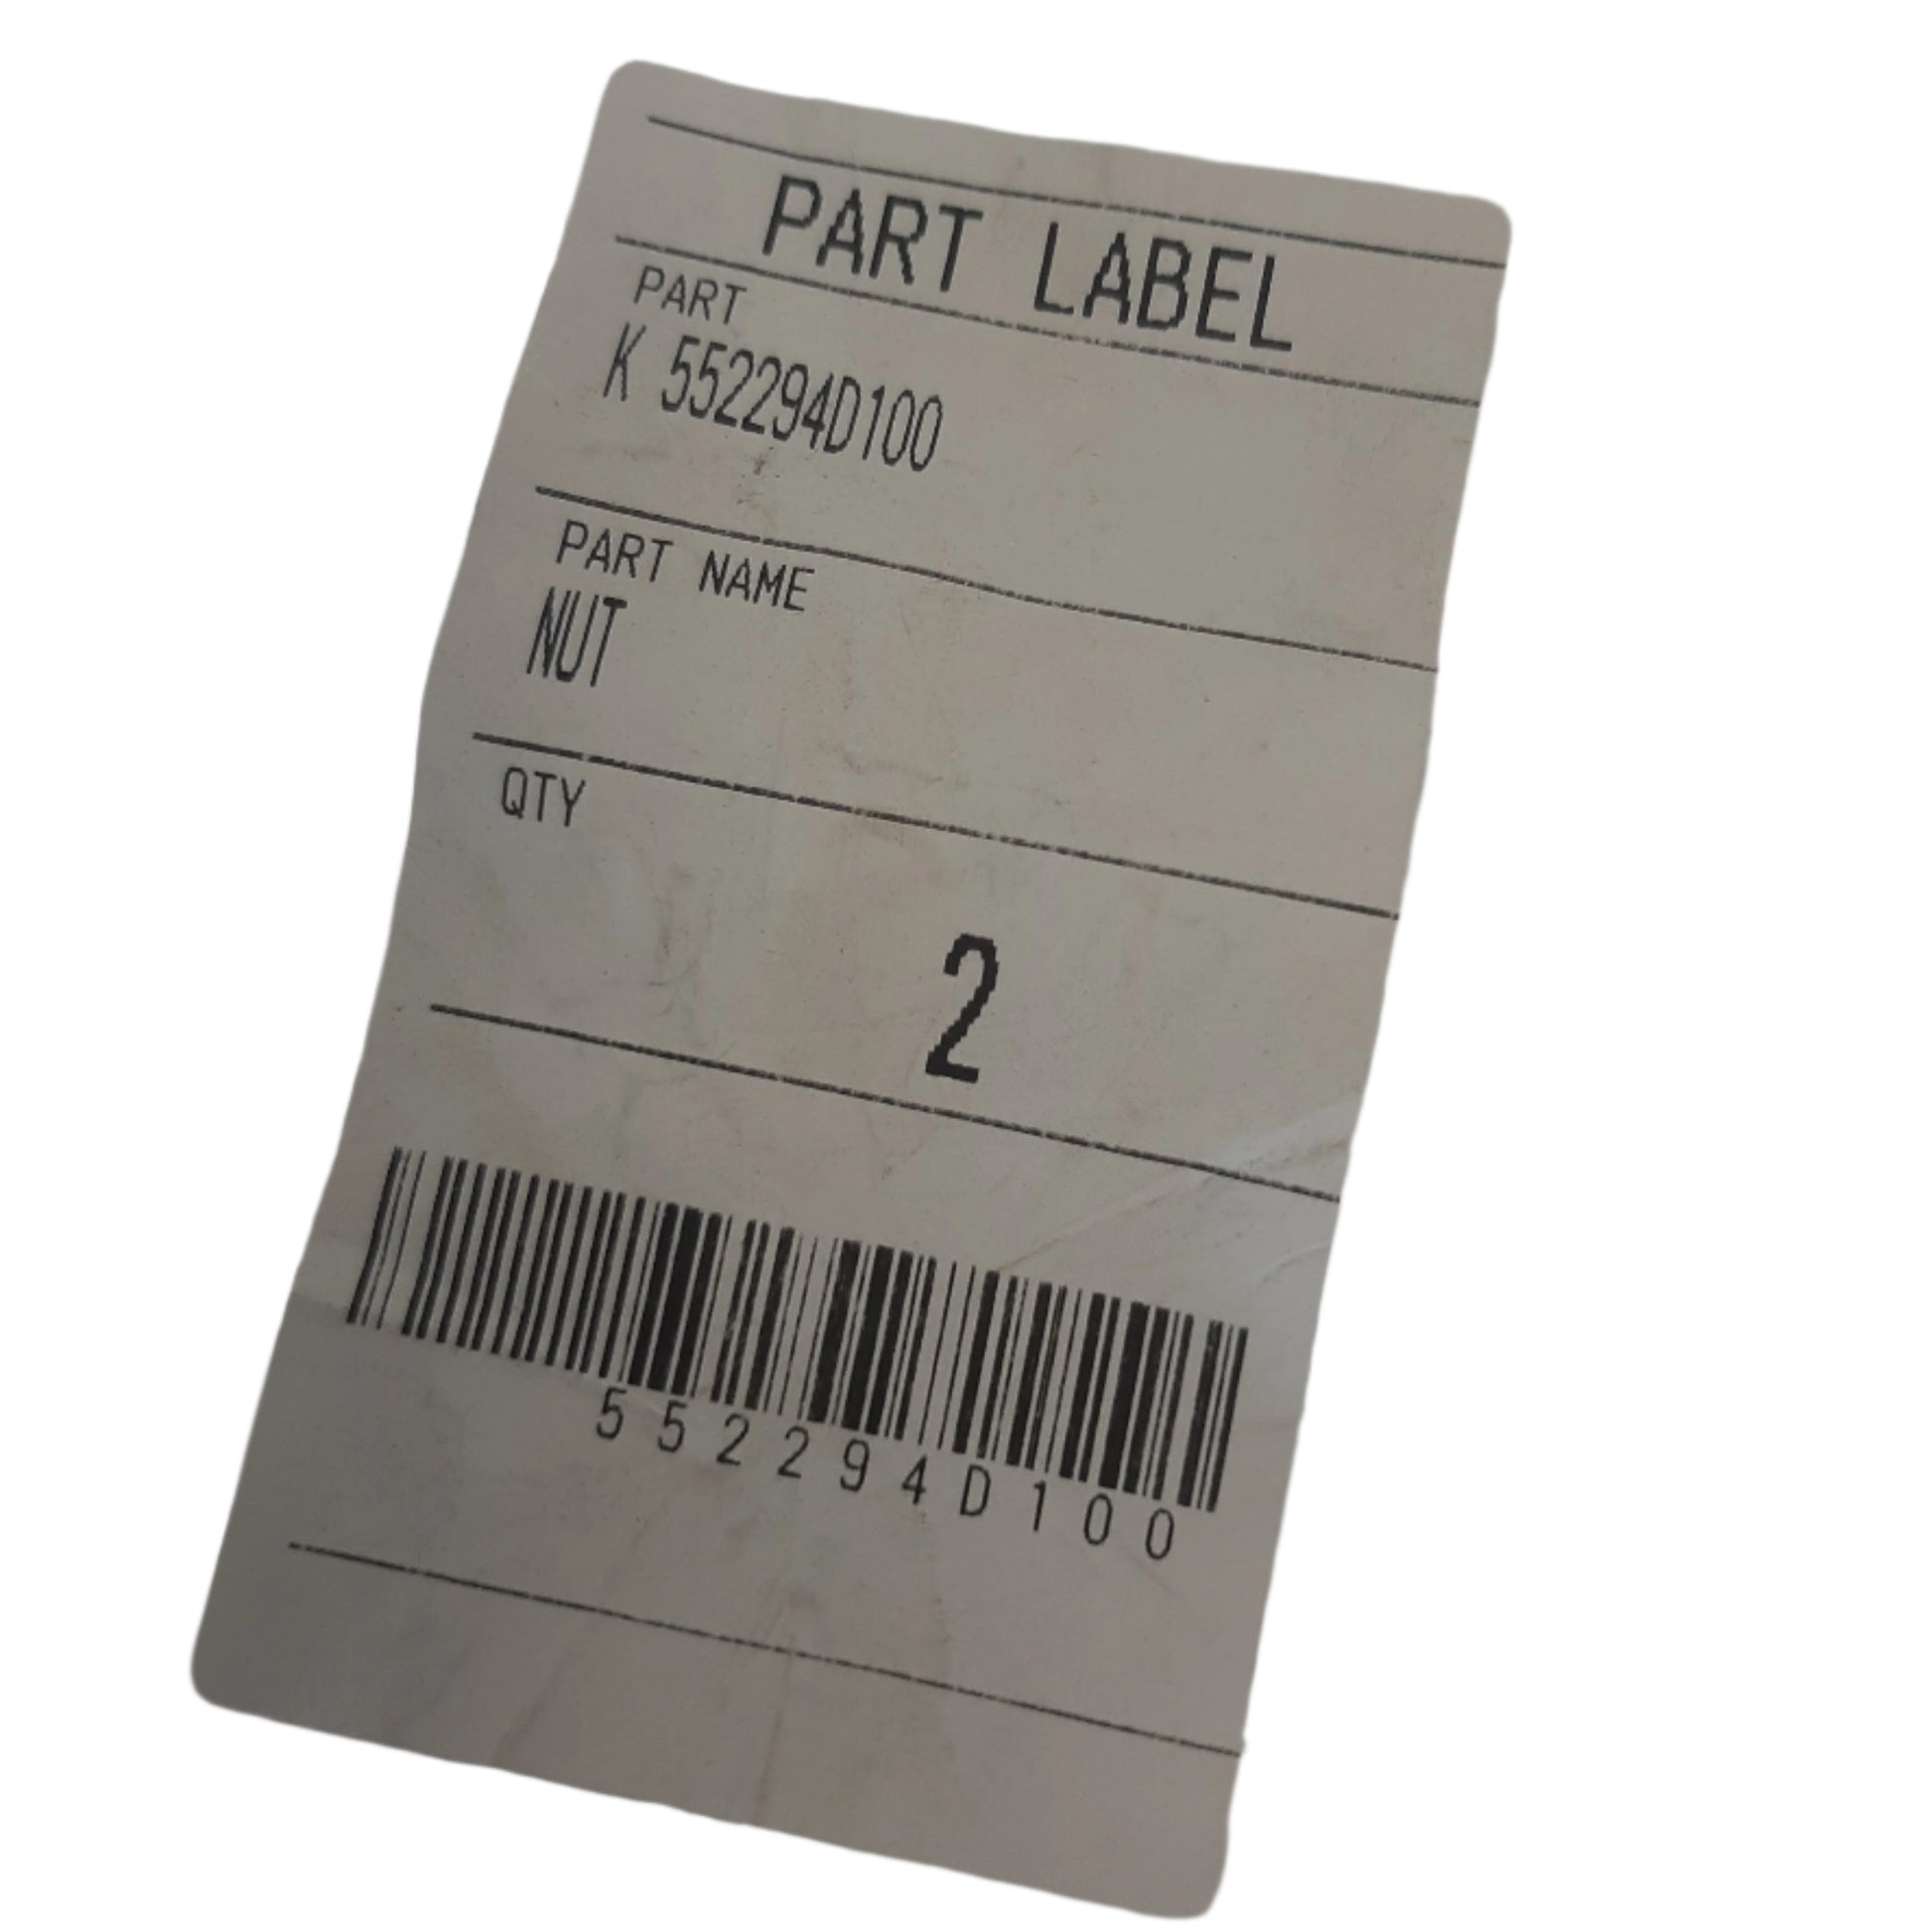 PART LABEL
PART
K 552294D100
PART NAME
NUT
QTY
2
552294D100